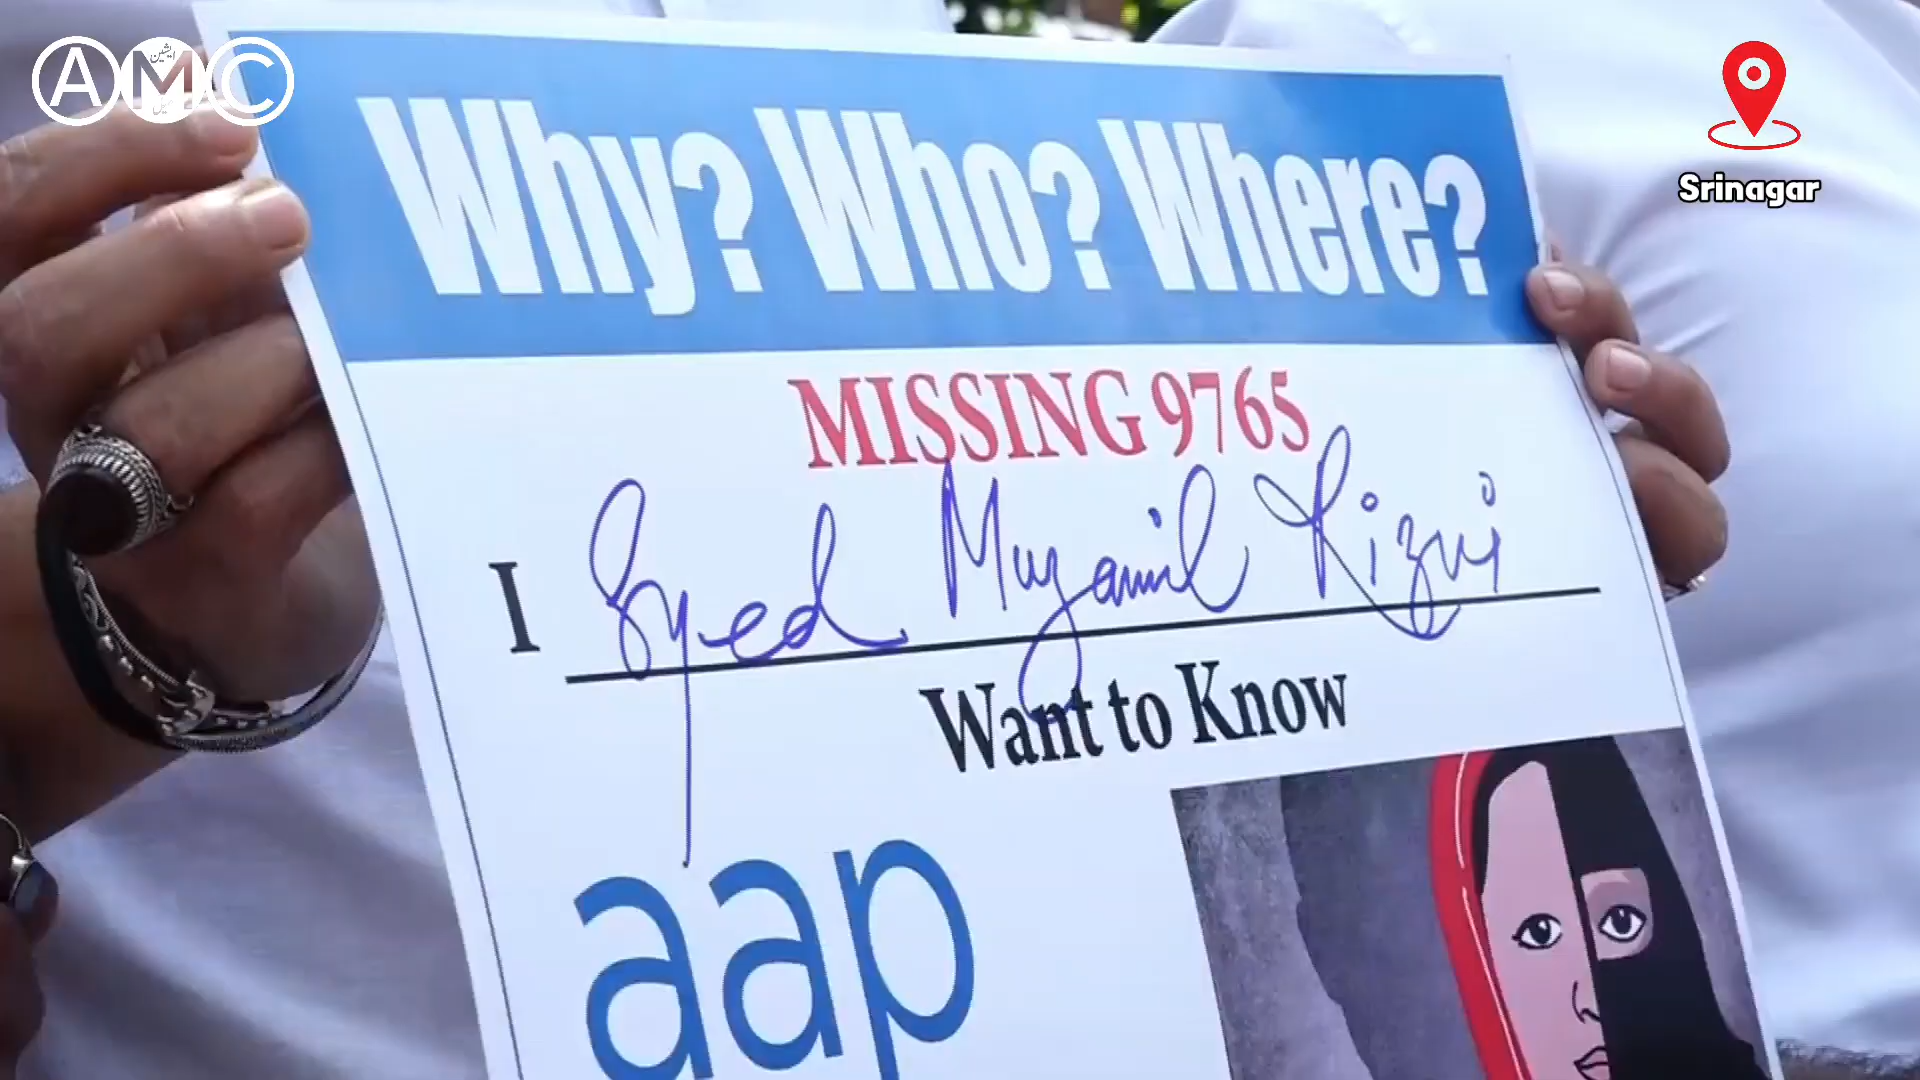 AMC
Srinagar
Why? Who? Where?
MISSING 9765
I Syed Muzamil Rizvi
Want to Know
aap